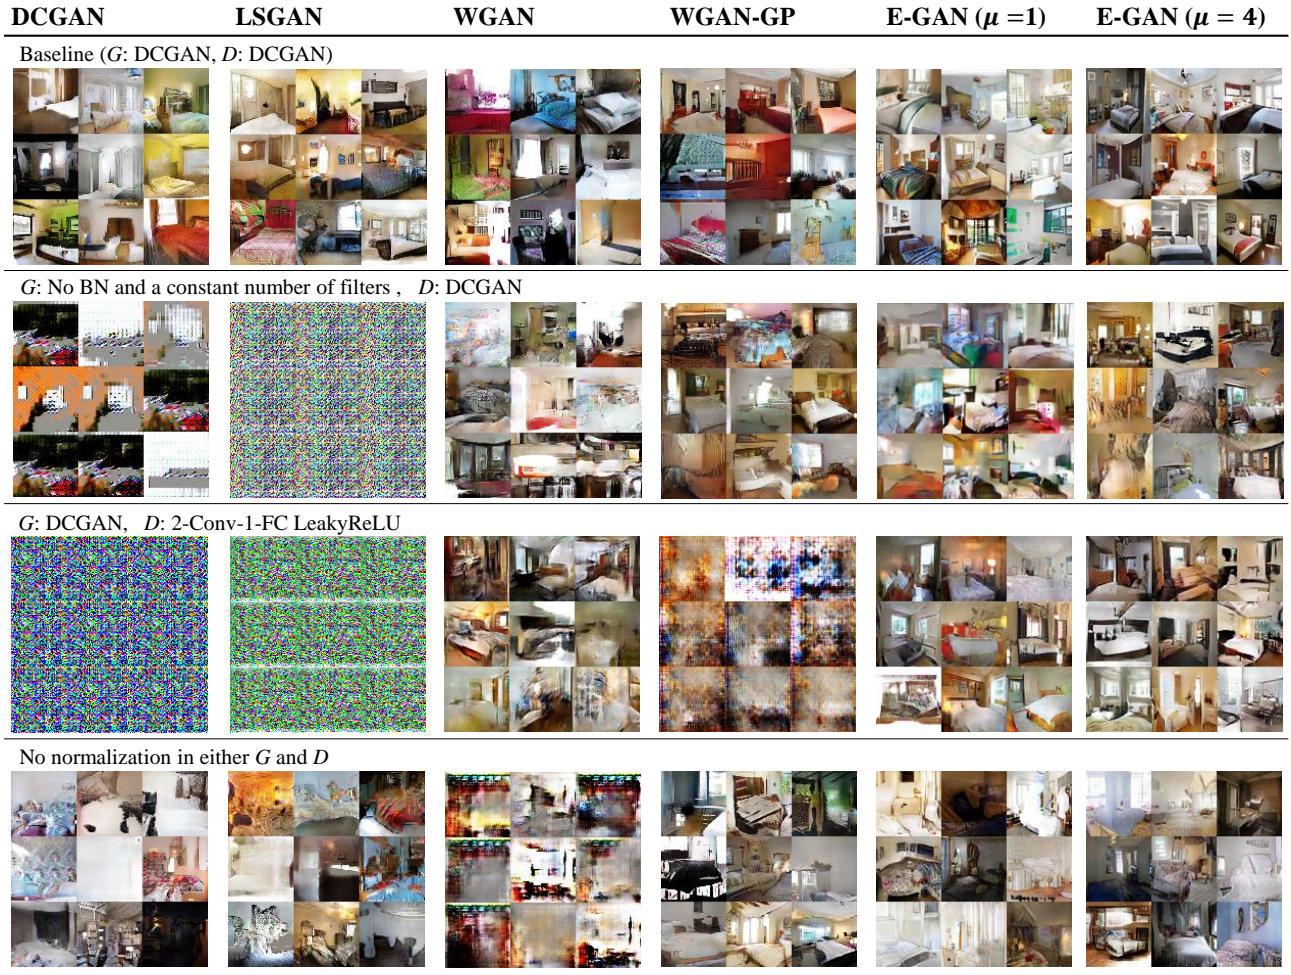 DCGAN LSGAN WGAN WGAN-GP E-GAN (μ =1) E-GAN (μ = 4)
Baseline (G: DCGAN, D: DCGAN)
G: No BN and a constant number of filters , D: DCGAN
G: DCGAN, D: 2-Conv-1-FC LeakyReLU
No normalization in either G and D